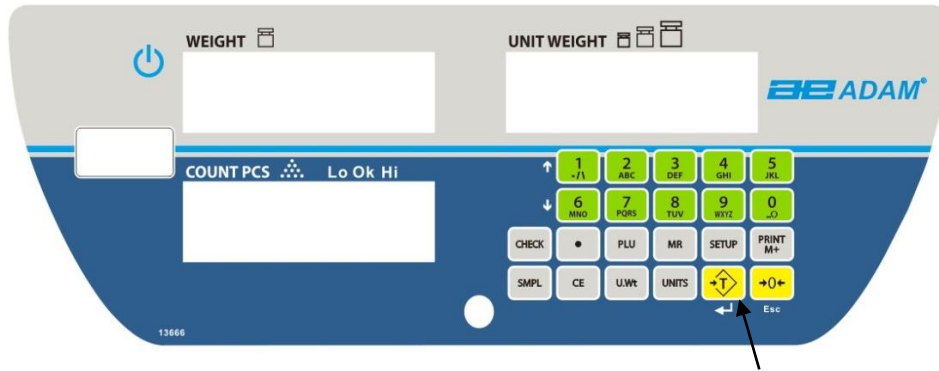 WEIGHT
UNIT WEIGHT
ae ADAM®
COUNT PCS Lo Ok Hi
1 2 3 4 5
-/\ ABC DEF GHI JKL
6 7 8 9 0
MNO PQRS TUV WXYZ _,O
CHECK • PLU MR SETUP PRINT M+
SMPL CE U.Wt UNITS →T →0←
Esc
13666